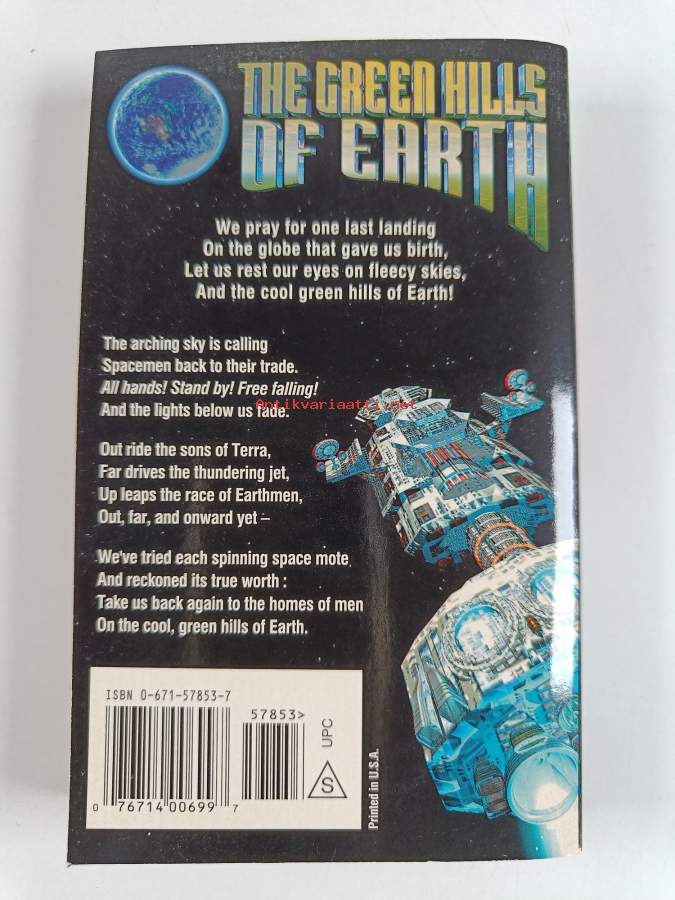 THE GREEN HILLS
OF EARTH
We pray for one last landing
On the globe that gave us birth,
Let us rest our eyes on fleecy skies,
And the cool green hills of Earth!
The arching sky is calling
Spacemen back to their trade.
All hands! Stand by! Free falling!
And the lights below us fade.
Antikvariaatti.net
Out ride the sons of Terra,
Far drives the thundering jet,
Up leaps the race of Earthmen,
Out, far, and onward yet –
We've tried each spinning space mote
And reckoned its true worth :
Take us back again to the homes of men
On the cool, green hills of Earth.
ISBN 0-671-57853-7
57853>
0 76714 00699 7
UPC
S
Printed in U.S.A.